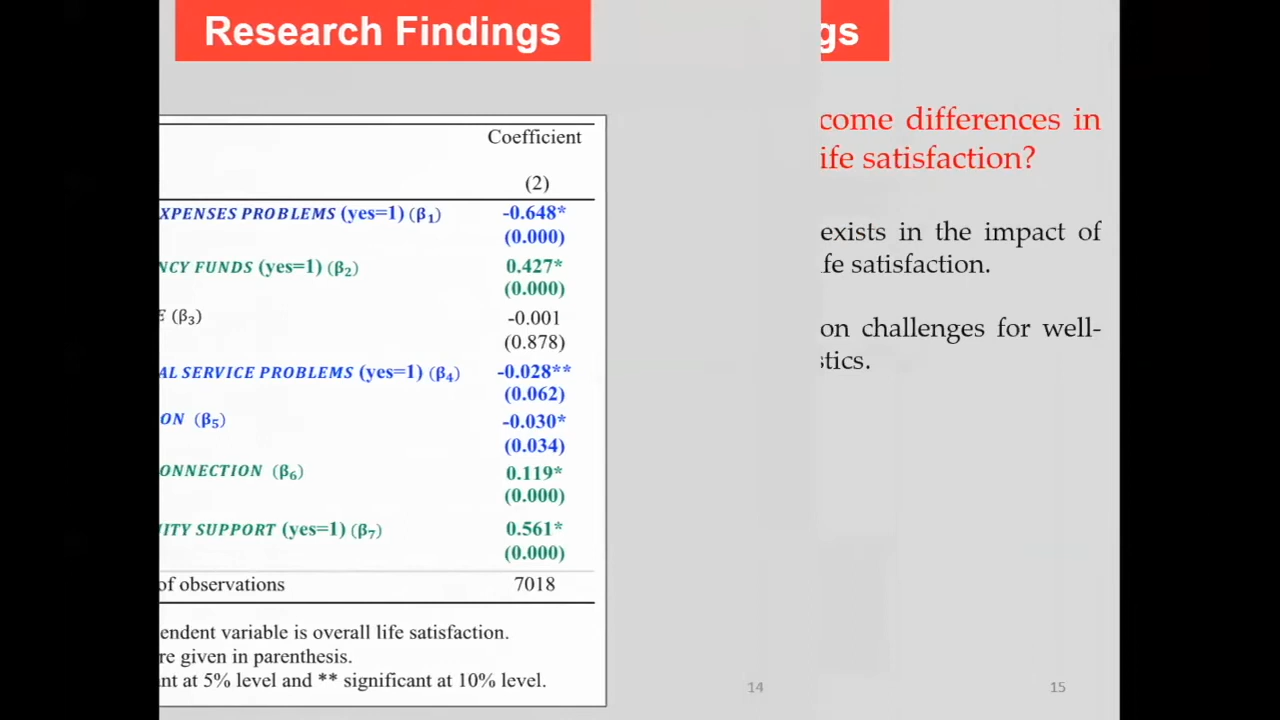 Research Findings
gs
Coefficient
(2)
XPENSES PROBLEMS (yes=1) (β1) -0.648*
(0.000)
NCY FUNDS (yes=1) (β2) 0.427*
(0.000)
E (β3) -0.001
(0.878)
AL SERVICE PROBLEMS (yes=1) (β4) -0.028**
(0.062)
ON (β5) -0.030*
(0.034)
ONNECTION (β6) 0.119*
(0.000)
ITY SUPPORT (yes=1) (β7) 0.561*
(0.000)
of observations 7018
endent variable is overall life satisfaction.
re given in parenthesis.
nt at 5% level and ** significant at 10% level.
14
come differences in
ife satisfaction?
exists in the impact of
fe satisfaction.
on challenges for well-
stics.
15